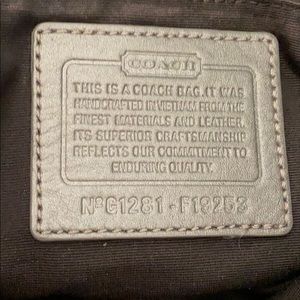 COACH
THIS IS A COACH BAG.IT WAS
HANDCRAFTED IN VIETNAM FROM THE
FINEST MATERIALS AND LEATHER.
ITS SUPERIOR CRAFTSMANSHIP
REFLECTS OUR COMMITMENT TO
ENDURING QUALITY.
Nº C1281 - F19253